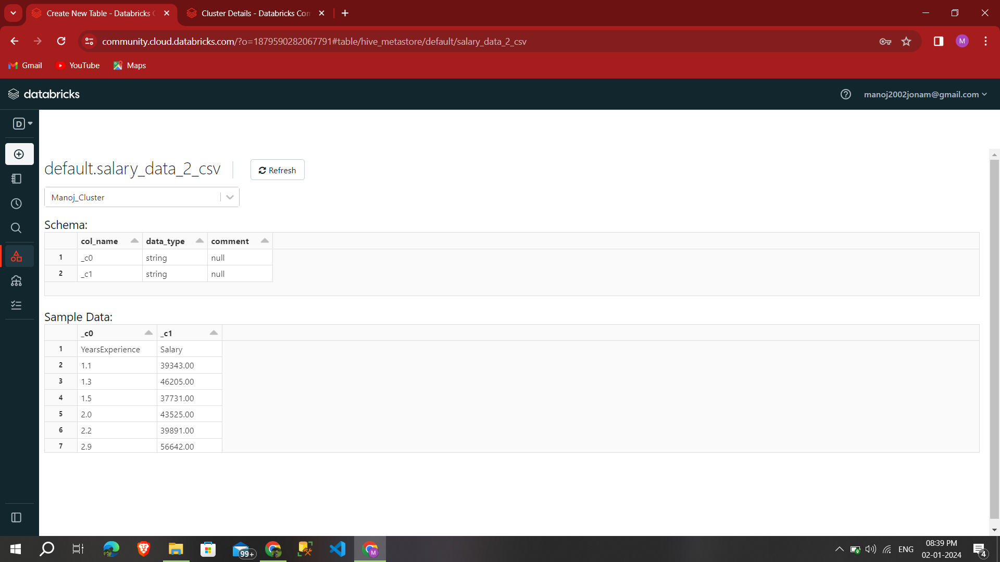 Create New Table - Databricks C
Cluster Details - Databricks Con
community.cloud.databricks.com/?o=1879590282067791#table/hive_metastore/default/salary_data_2_csv
M
Gmail
YouTube
Maps
databricks
manoj2002jonam@gmail.com
D
default.salary_data_2_csv
Refresh
Manoj_Cluster
Schema:
col_name data_type comment
1 _c0 string null
2 _c1 string null
Sample Data:
_c0 _c1
1 YearsExperience Salary
2 1.1 39343.00
3 1.3 46205.00
4 1.5 37731.00
5 2.0 43525.00
6 2.2 39891.00
7 2.9 56642.00
99+
M
ENG
08:39 PM
02-01-2024
4